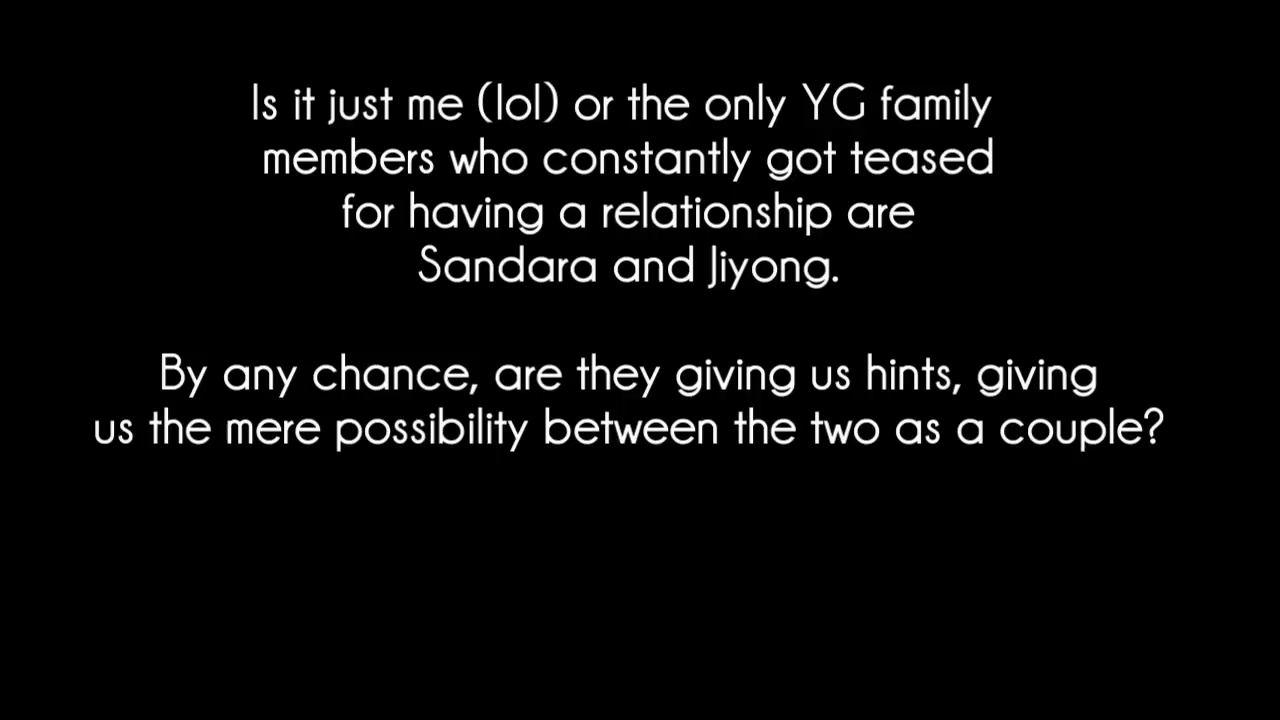 Is it just me (lol) or the only YG family
members who constantly got teased
for having a relationship are
Sandara and Jiyong.
By any chance, are they giving us hints, giving
us the mere possibility between the two as a couple?